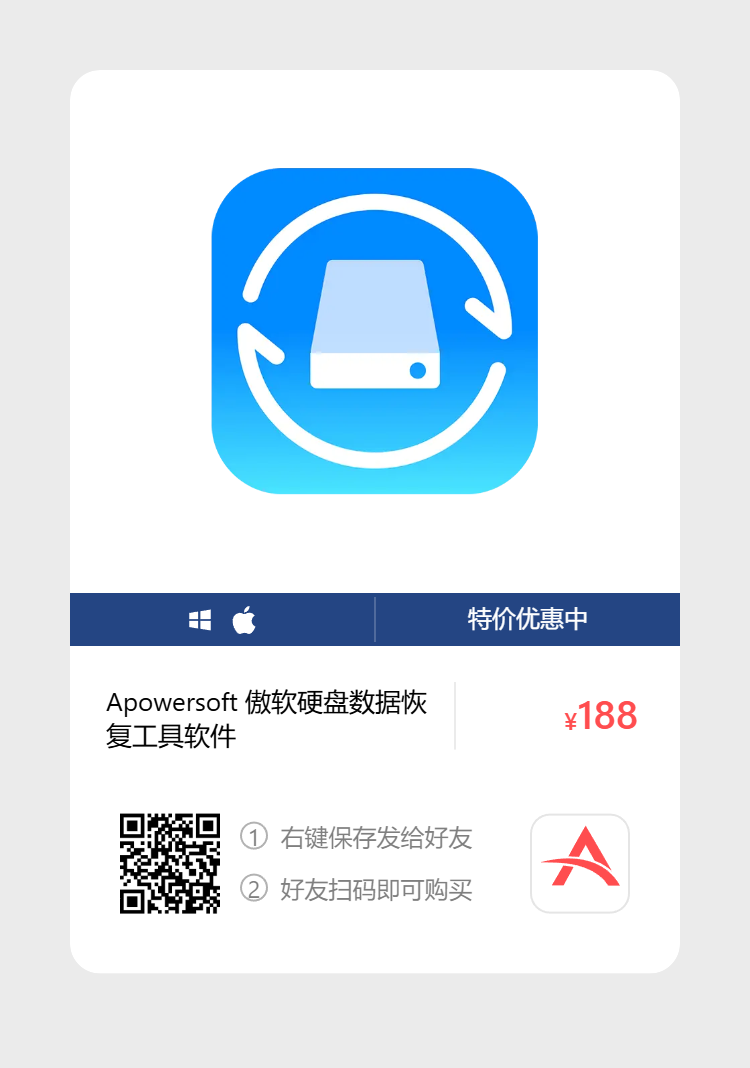 特价优惠中
Apowersoft 傲软硬盘数据恢
复工具软件
¥188
① 右键保存发给好友
② 好友扫码即可购买